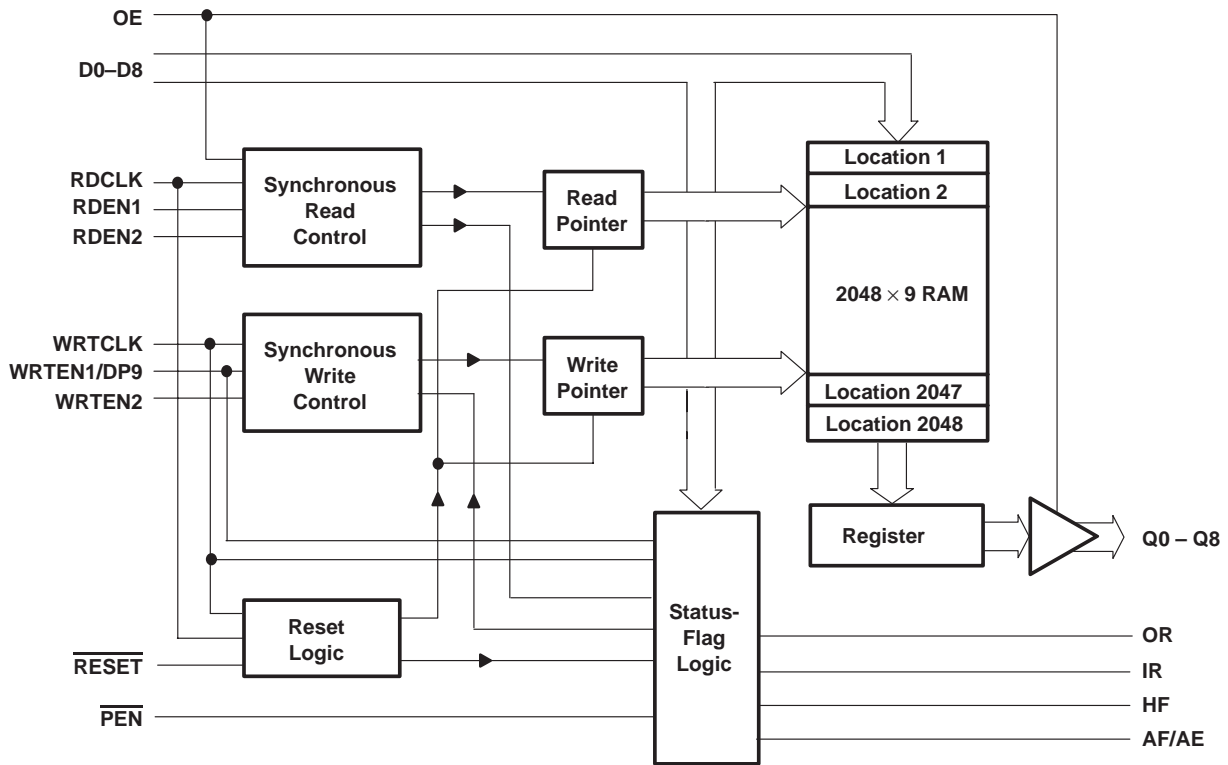 OE
D0–D8
RDCLK
RDEN1
RDEN2
Synchronous
Read
Control
Read
Pointer
Location 1
Location 2
2048 × 9 RAM
Location 2047
Location 2048
WRTCLK
WRTEN1/DP9
WRTEN2
Synchronous
Write
Control
Write
Pointer
Register
Q0 – Q8
Reset
Logic
RESET
PEN
Status-
Flag
Logic
OR
IR
HF
AF/AE